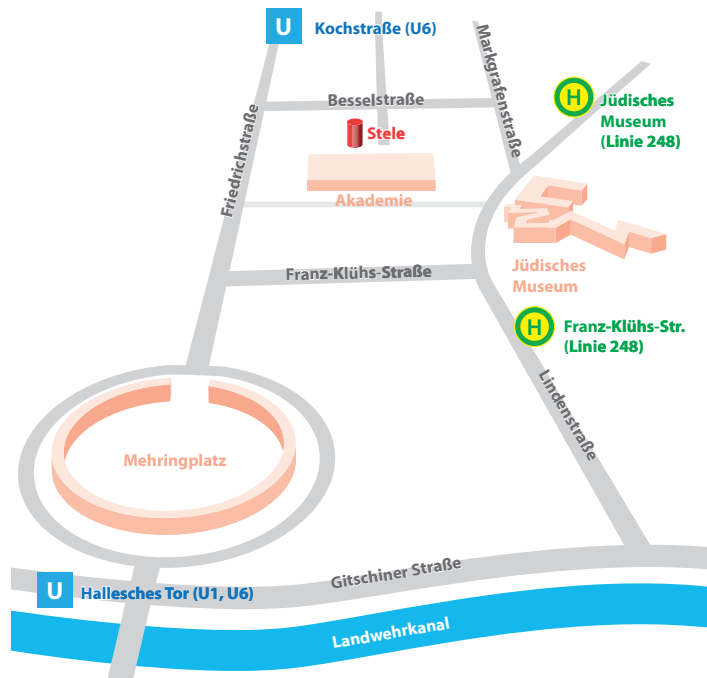 U
Kochstraße (U6)
Markgrafenstraße
Besselstraße
H
Jüdisches
Museum
(Linie 248)
Stele
Friedrichstraße
Akademie
Franz-Klühs-Straße
Jüdisches
Museum
H
Franz-Klühs-Str.
(Linie 248)
Lindenstraße
Mehringplatz
Gitschiner Straße
U
Hallesches Tor (U1, U6)
Landwehrkanal